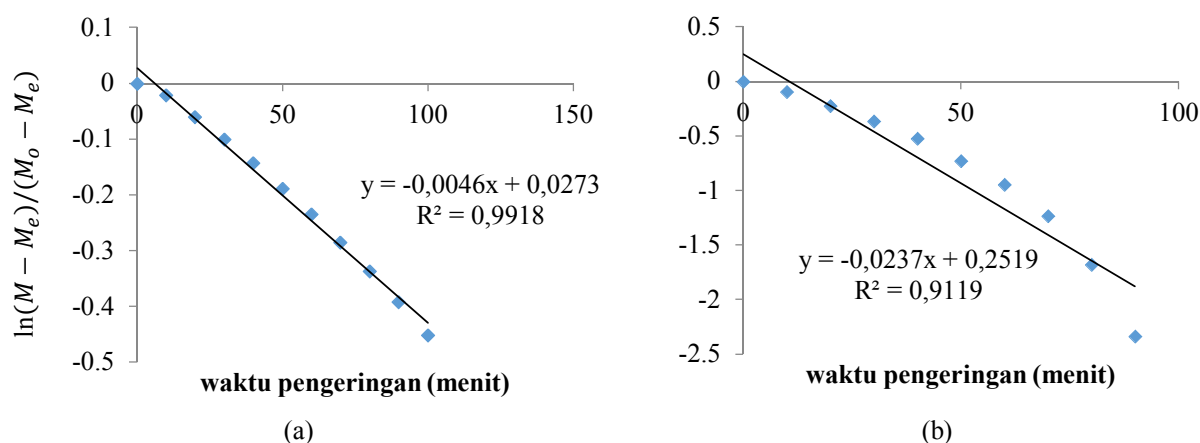 ln(M − Mₑ)/(Mₒ − Mₑ)
0.1
0
-0.1
-0.2
-0.3
-0.4
-0.5
0
50
100
150
y = -0,0046x + 0,0273
R² = 0,9918
waktu pengeringan (menit)
(a)
0.5
0
-0.5
-1
-1.5
-2
-2.5
0
50
100
y = -0,0237x + 0,2519
R² = 0,9119
waktu pengeringan (menit)
(b)